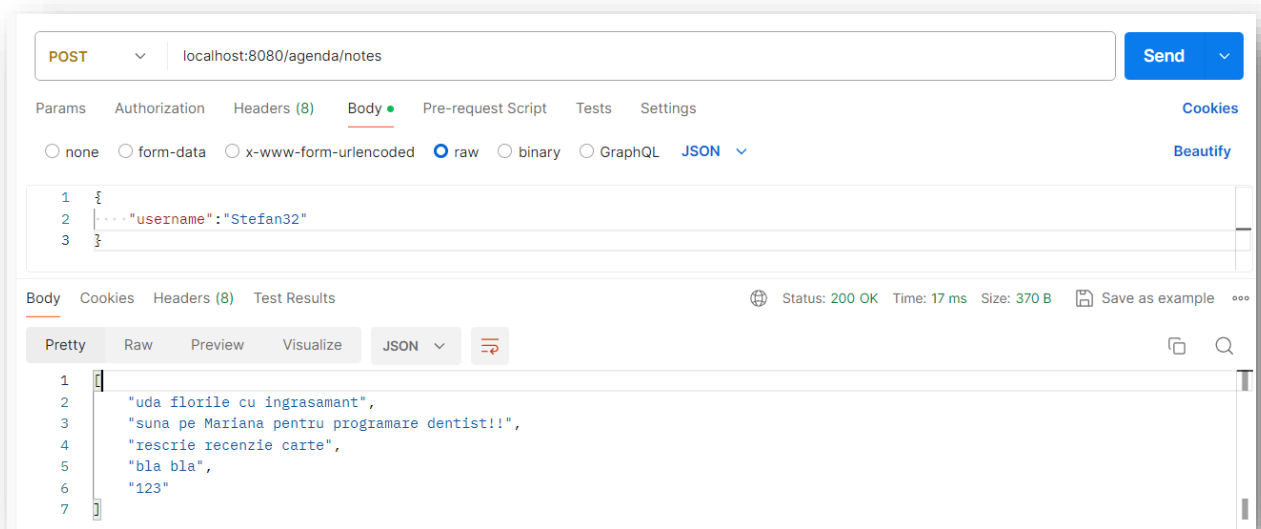 POST localhost:8080/agenda/notes Send
Params Authorization Headers (8) Body Pre-request Script Tests Settings Cookies
none form-data x-www-form-urlencoded raw binary GraphQL JSON Beautify
1 {
2 ····"username":"Stefan32"
3 }
Body Cookies Headers (8) Test Results Status: 200 OK Time: 17 ms Size: 370 B Save as example
Pretty Raw Preview Visualize JSON
1 [
2 "uda florile cu ingrasamant",
3 "suna pe Mariana pentru programare dentist!!",
4 "rescrie recenzie carte",
5 "bla bla",
6 "123"
7 ]